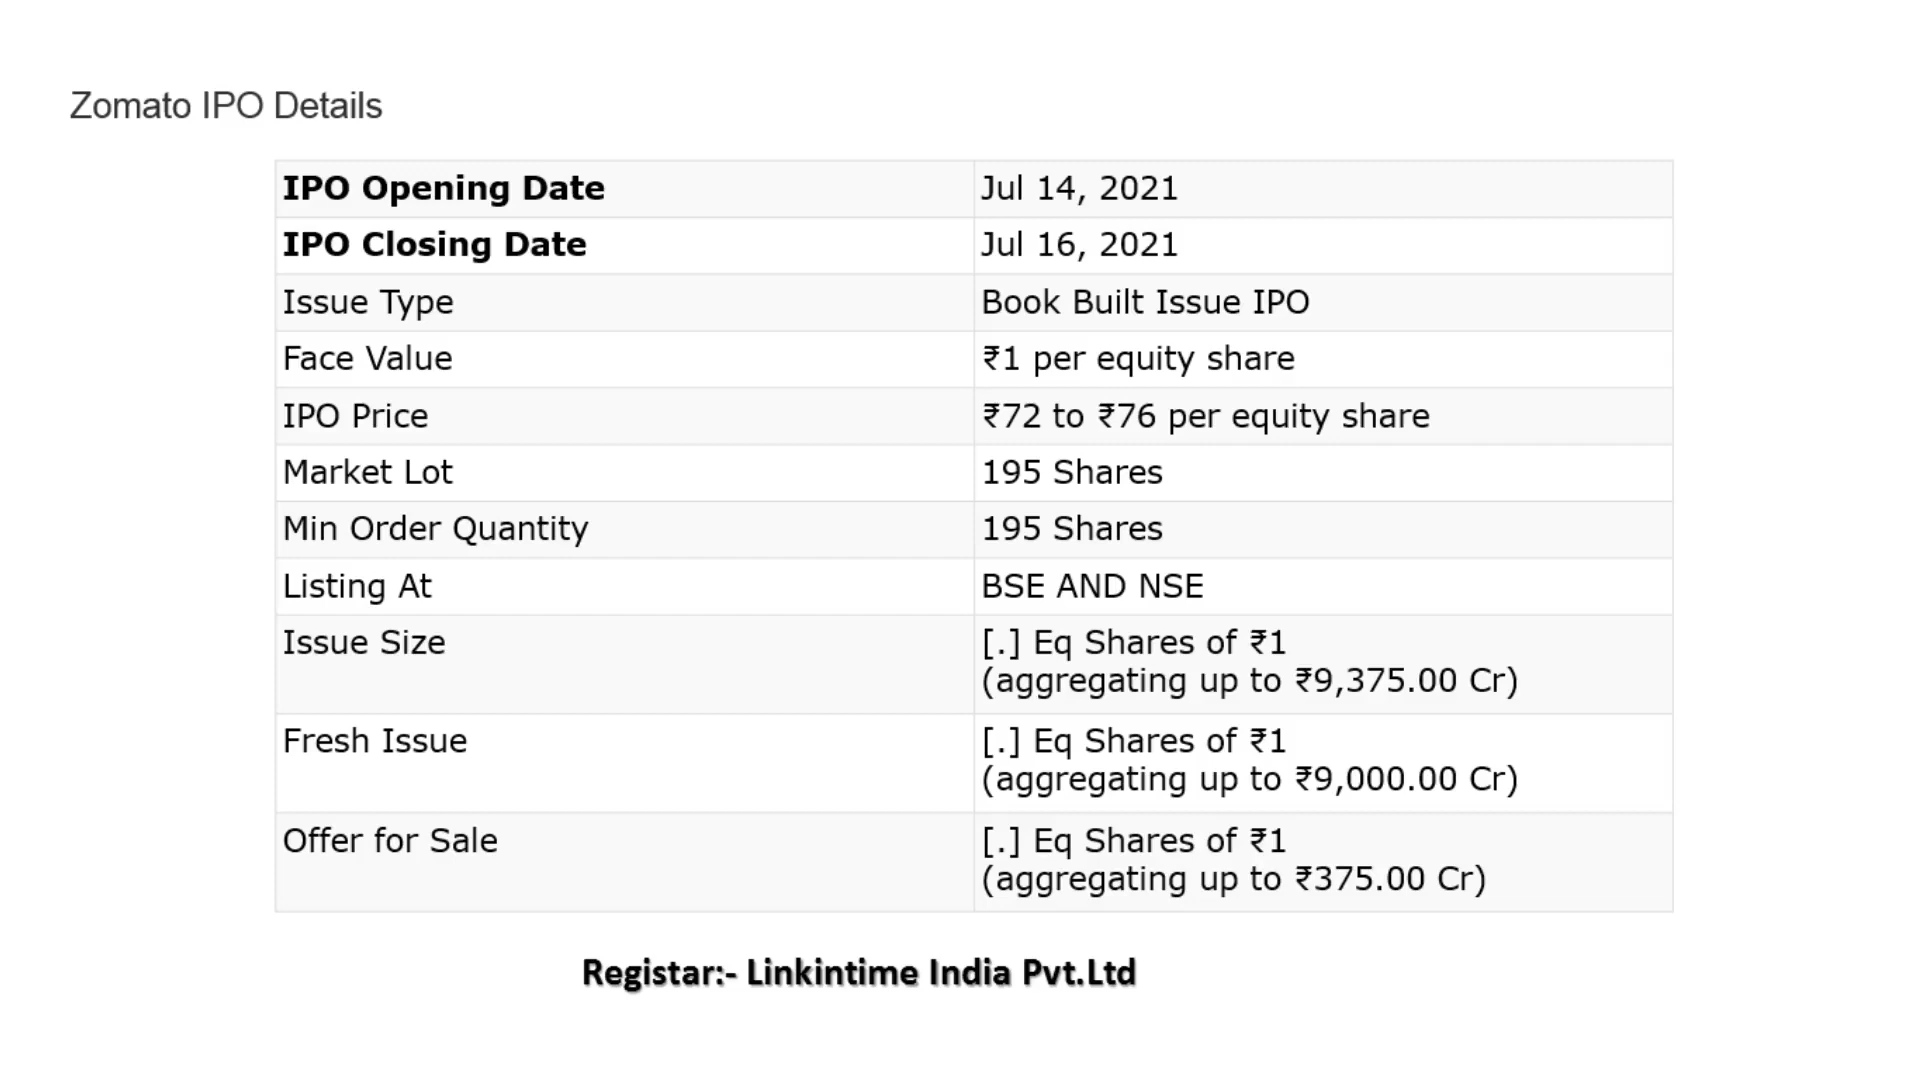 Zomato IPO Details
IPO Opening Date Jul 14, 2021
IPO Closing Date Jul 16, 2021
Issue Type Book Built Issue IPO
Face Value ₹1 per equity share
IPO Price ₹72 to ₹76 per equity share
Market Lot 195 Shares
Min Order Quantity 195 Shares
Listing At BSE AND NSE
Issue Size [.] Eq Shares of ₹1
(aggregating up to ₹9,375.00 Cr)
Fresh Issue [.] Eq Shares of ₹1
(aggregating up to ₹9,000.00 Cr)
Offer for Sale [.] Eq Shares of ₹1
(aggregating up to ₹375.00 Cr)
Registar:- Linkintime India Pvt.Ltd